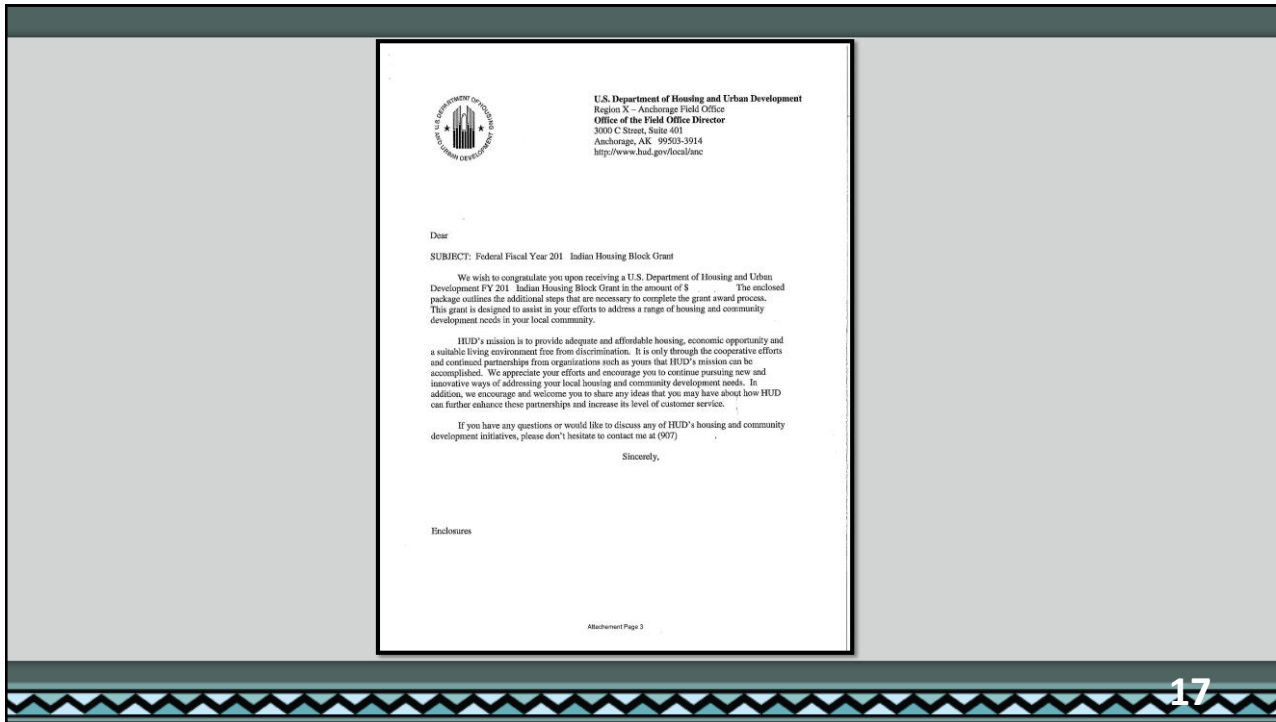 U.S. DEPARTMENT OF HOUSING
AND URBAN DEVELOPMENT
U.S. Department of Housing and Urban Development
Region X – Anchorage Field Office
Office of the Field Office Director
3000 C Street, Suite 401
Anchorage, AK 99503-3914
http://www.hud.gov/local/anc
Dear
SUBJECT: Federal Fiscal Year 201 Indian Housing Block Grant
We wish to congratulate you upon receiving a U.S. Department of Housing and Urban
Development FY 201 Indian Housing Block Grant in the amount of $ The enclosed
package outlines the additional steps that are necessary to complete the grant award process.
This grant is designed to assist in your efforts to address a range of housing and community
development needs in your local community.
HUD's mission is to provide adequate and affordable housing, economic opportunity and
a suitable living environment free from discrimination. It is only through the cooperative efforts
and continued partnerships from organizations such as yours that HUD's mission can be
accomplished. We appreciate your efforts and encourage you to continue pursuing new and
innovative ways of addressing your local housing and community development needs. In
addition, we encourage and welcome you to share any ideas that you may have about how HUD
can further enhance these partnerships and increase its level of customer service.
If you have any questions or would like to discuss any of HUD's housing and community
development initiatives, please don't hesitate to contact me at (907) .
Sincerely,
Enclosures
Attachement Page 3
17